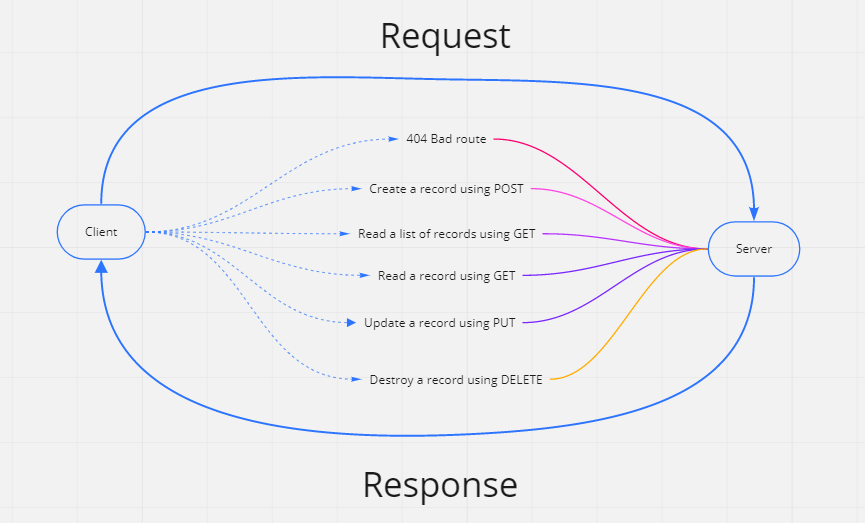 Request
404 Bad route
Create a record using POST
Client
Read a list of records using GET
Server
Read a record using GET
Update a record using PUT
Destroy a record using DELETE
Response